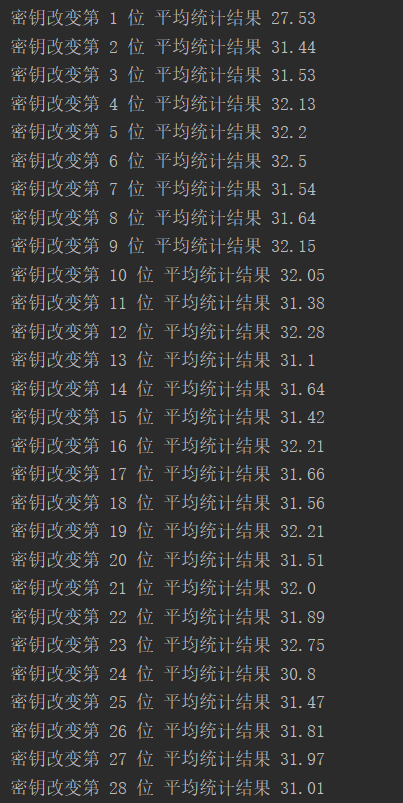 密钥改变第 1 位 平均统计结果 27.53
密钥改变第 2 位 平均统计结果 31.44
密钥改变第 3 位 平均统计结果 31.53
密钥改变第 4 位 平均统计结果 32.13
密钥改变第 5 位 平均统计结果 32.2
密钥改变第 6 位 平均统计结果 32.5
密钥改变第 7 位 平均统计结果 31.54
密钥改变第 8 位 平均统计结果 31.64
密钥改变第 9 位 平均统计结果 32.15
密钥改变第 10 位 平均统计结果 32.05
密钥改变第 11 位 平均统计结果 31.38
密钥改变第 12 位 平均统计结果 32.28
密钥改变第 13 位 平均统计结果 31.1
密钥改变第 14 位 平均统计结果 31.64
密钥改变第 15 位 平均统计结果 31.42
密钥改变第 16 位 平均统计结果 32.21
密钥改变第 17 位 平均统计结果 31.66
密钥改变第 18 位 平均统计结果 31.56
密钥改变第 19 位 平均统计结果 32.21
密钥改变第 20 位 平均统计结果 31.51
密钥改变第 21 位 平均统计结果 32.0
密钥改变第 22 位 平均统计结果 31.89
密钥改变第 23 位 平均统计结果 32.75
密钥改变第 24 位 平均统计结果 30.8
密钥改变第 25 位 平均统计结果 31.47
密钥改变第 26 位 平均统计结果 31.81
密钥改变第 27 位 平均统计结果 31.97
密钥改变第 28 位 平均统计结果 31.01